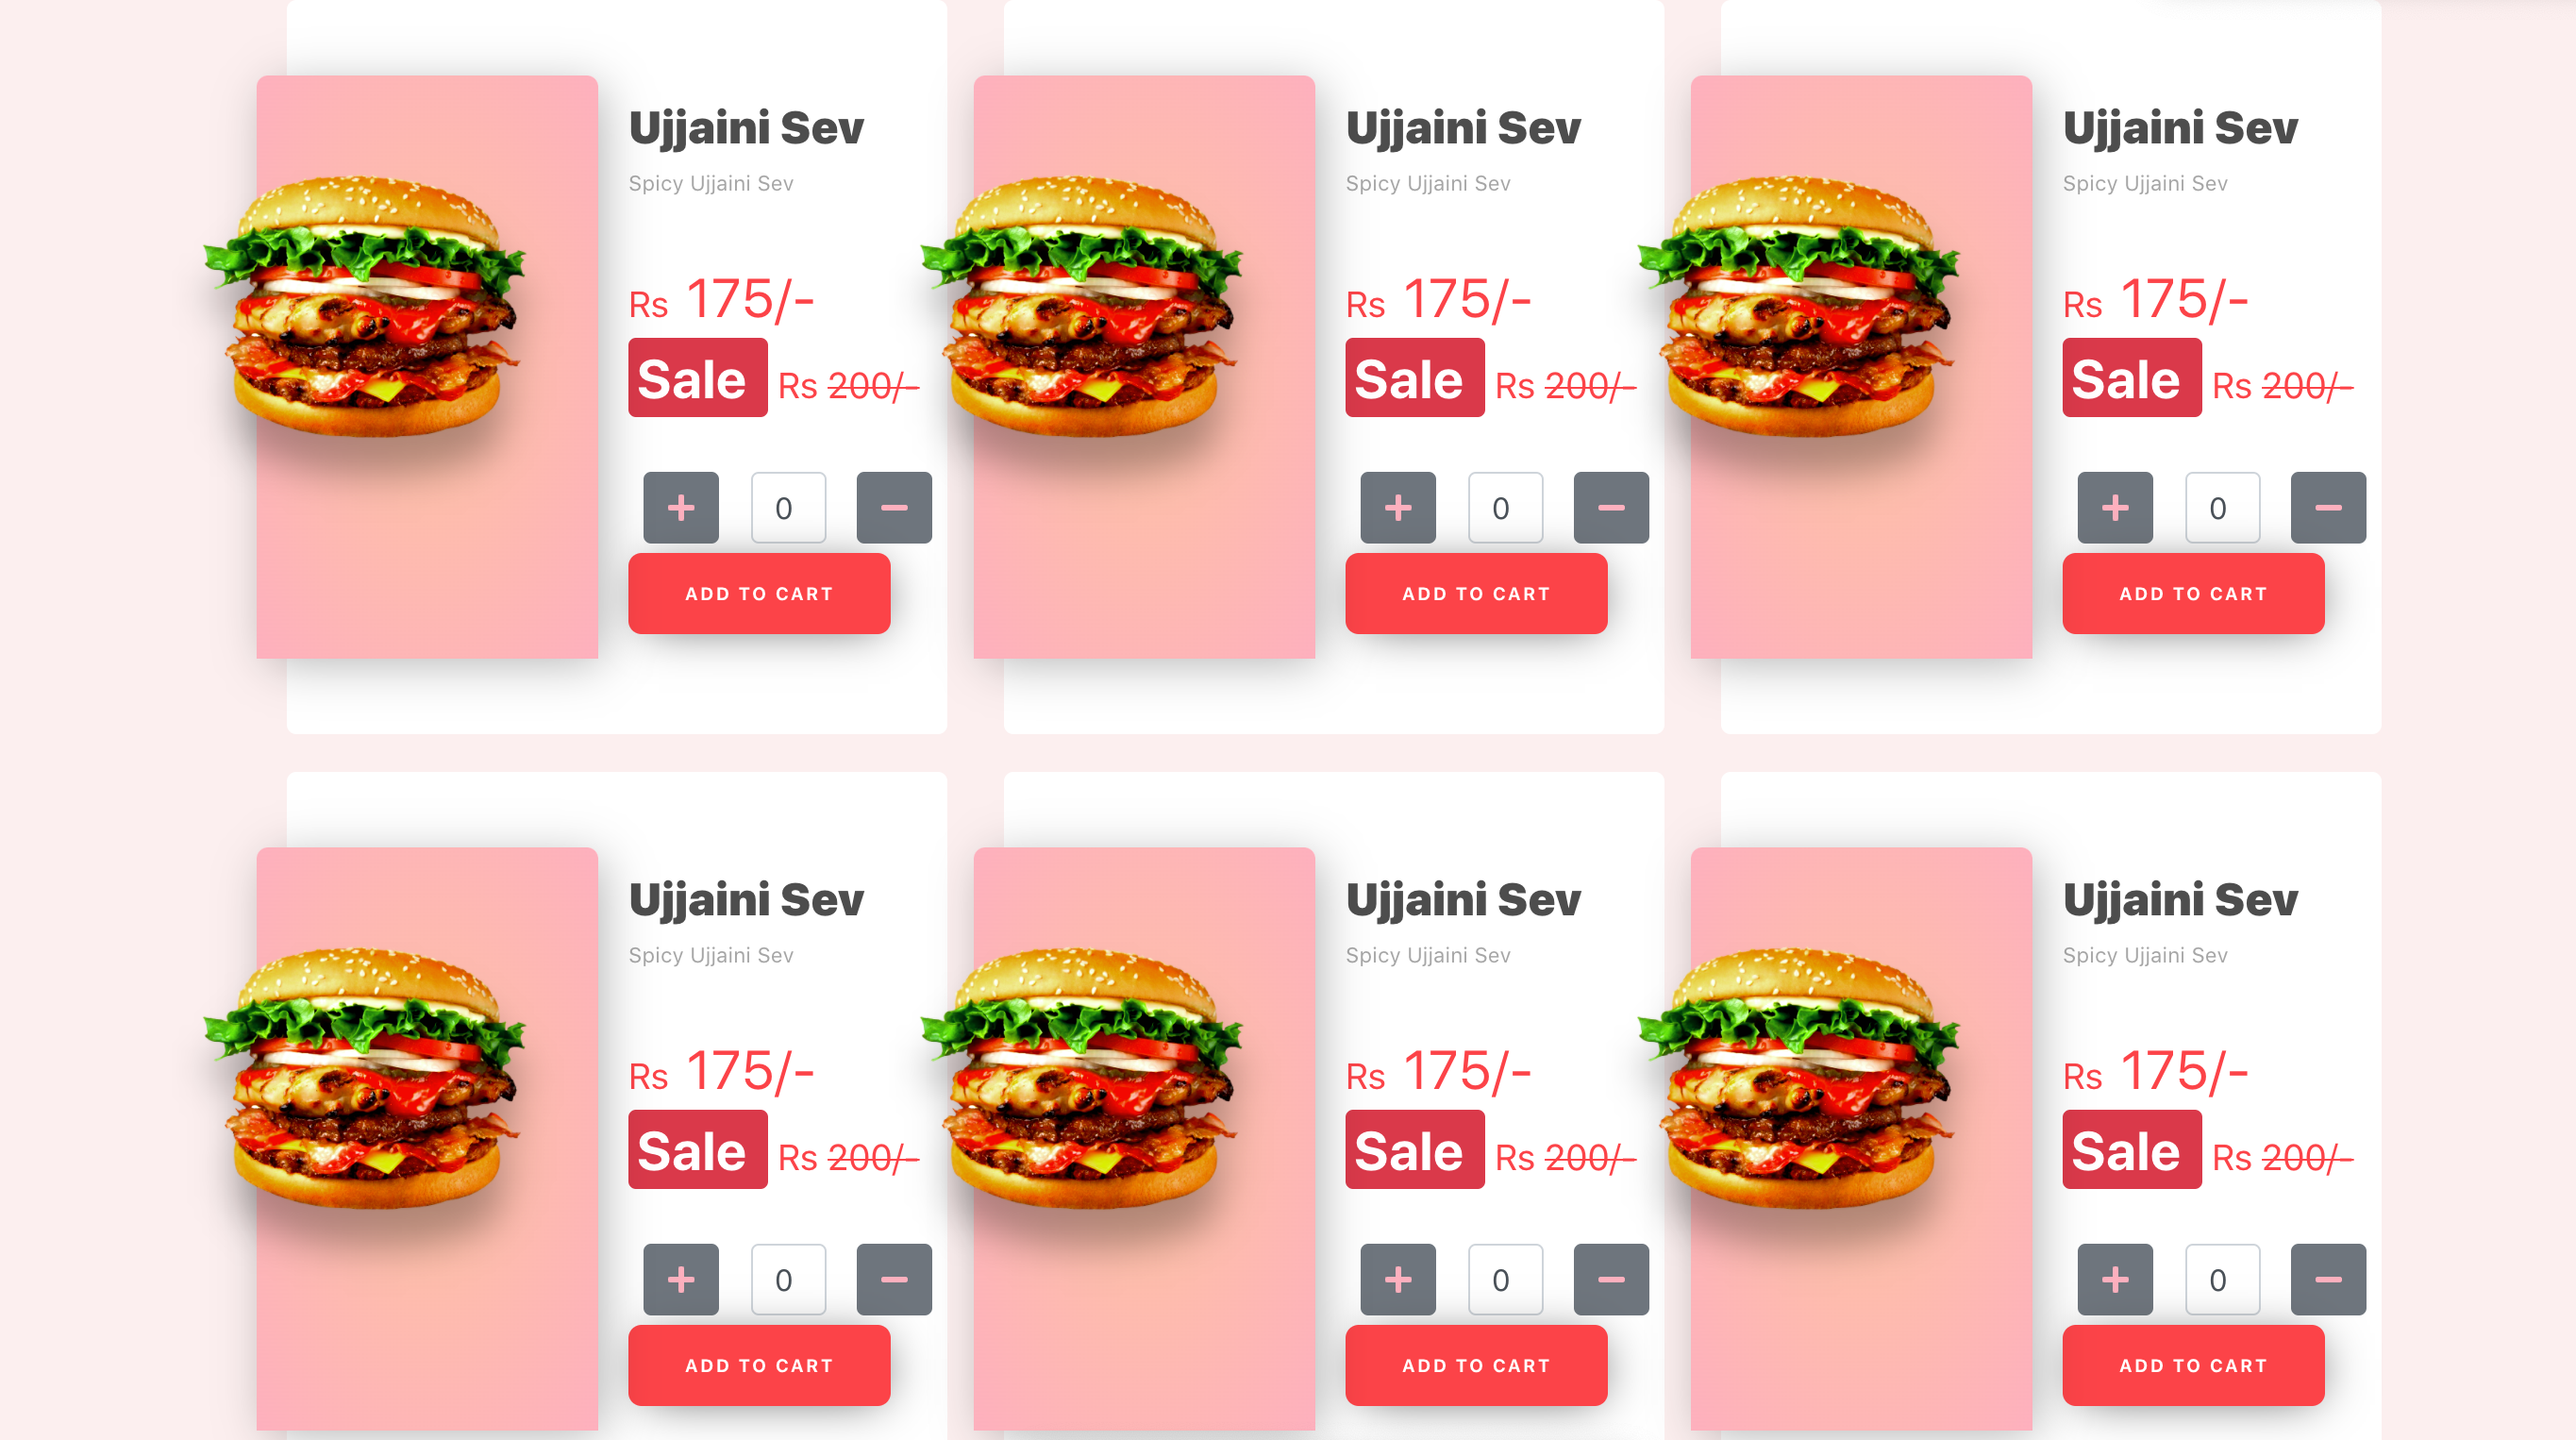 Ujjaini Sev
Spicy Ujjaini Sev
Rs 175/-
Sale Rs 200/-
+ 0 −
ADD TO CART
Ujjaini Sev
Spicy Ujjaini Sev
Rs 175/-
Sale Rs 200/-
+ 0 −
ADD TO CART
Ujjaini Sev
Spicy Ujjaini Sev
Rs 175/-
Sale Rs 200/-
+ 0 −
ADD TO CART
Ujjaini Sev
Spicy Ujjaini Sev
Rs 175/-
Sale Rs 200/-
+ 0 −
ADD TO CART
Ujjaini Sev
Spicy Ujjaini Sev
Rs 175/-
Sale Rs 200/-
+ 0 −
ADD TO CART
Ujjaini Sev
Spicy Ujjaini Sev
Rs 175/-
Sale Rs 200/-
+ 0 −
ADD TO CART